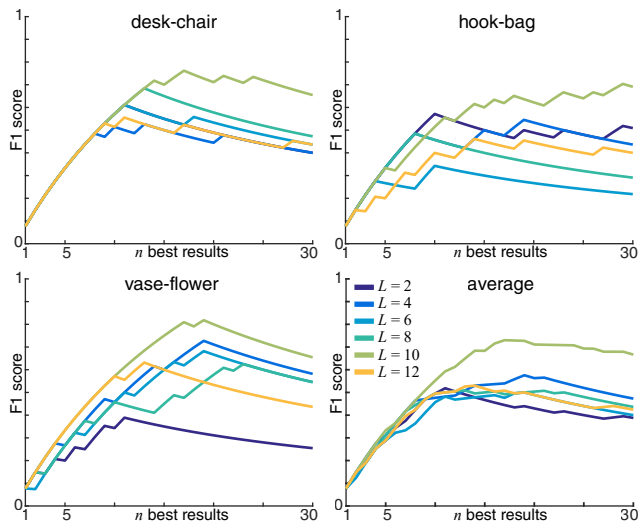 desk-chair
1
F1 score
0
1
5
n best results
30
hook-bag
1
F1 score
0
1
5
n best results
30
vase-flower
1
F1 score
0
1
5
n best results
30
average
1
L = 2
L = 4
L = 6
L = 8
L = 10
L = 12
F1 score
0
1
5
n best results
30